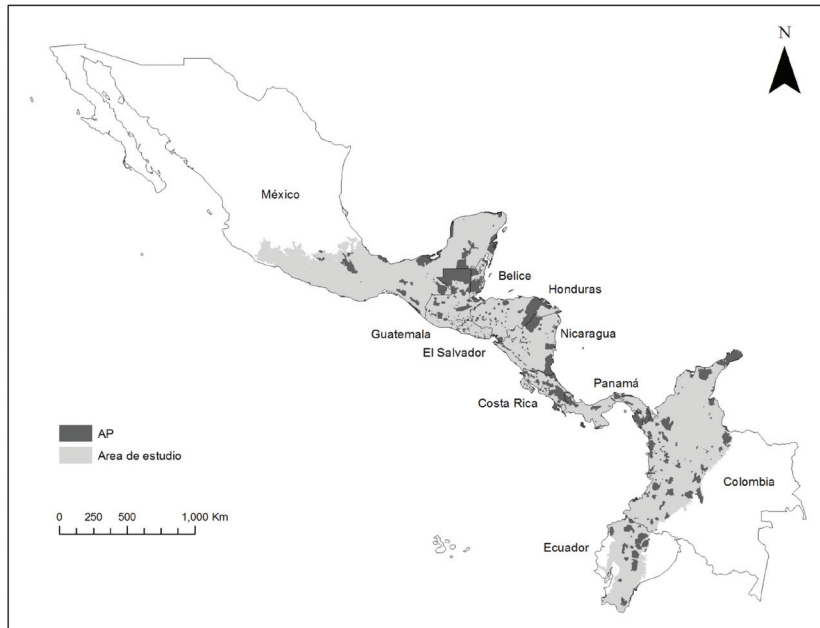 N
México
Belice
Honduras
Guatemala
Nicaragua
El Salvador
Panamá
Costa Rica
AP
Area de estudio
Colombia
0 250 500 1,000 Km
Ecuador